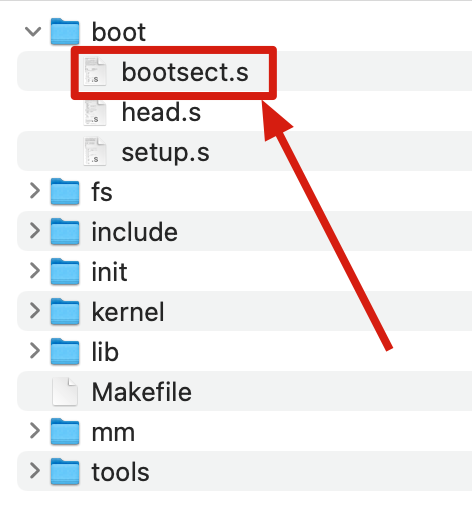 boot
bootsect.s
head.s
setup.s
fs
include
init
kernel
lib
Makefile
mm
tools